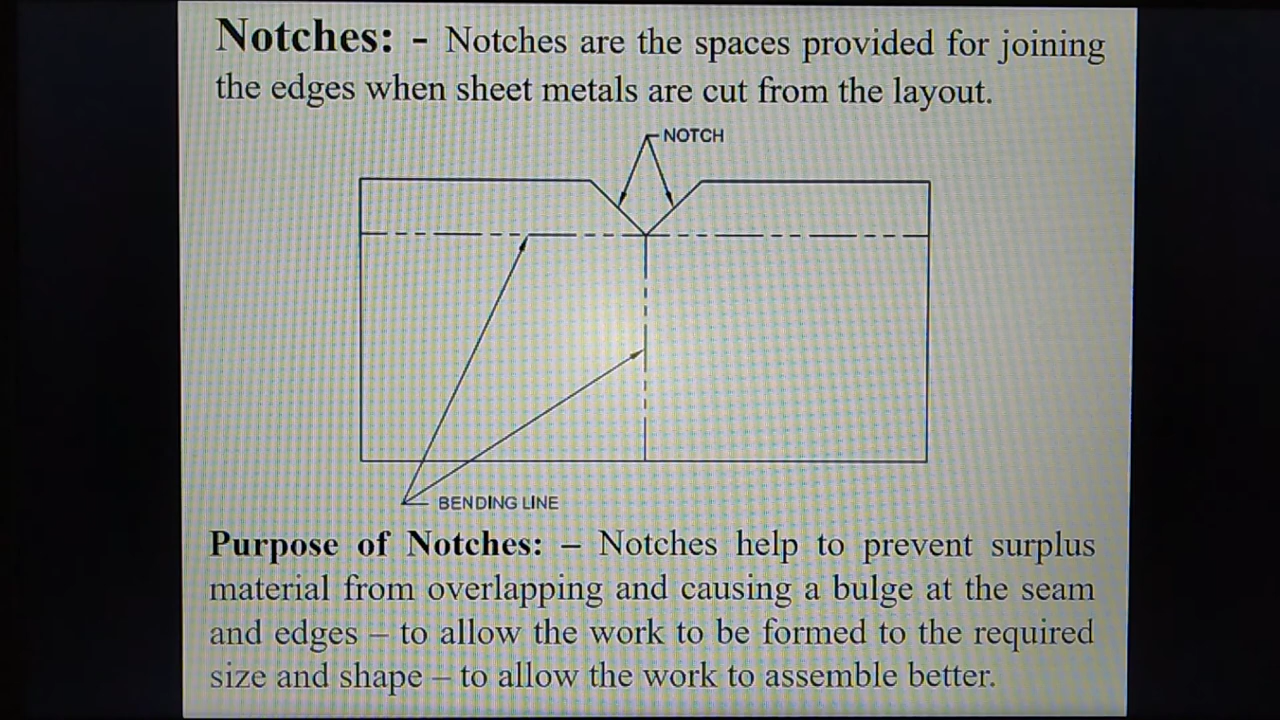 Notches: - Notches are the spaces provided for joining
the edges when sheet metals are cut from the layout.
NOTCH
BENDING LINE
Purpose of Notches: – Notches help to prevent surplus
material from overlapping and causing a bulge at the seam
and edges – to allow the work to be formed to the required
size and shape – to allow the work to assemble better.